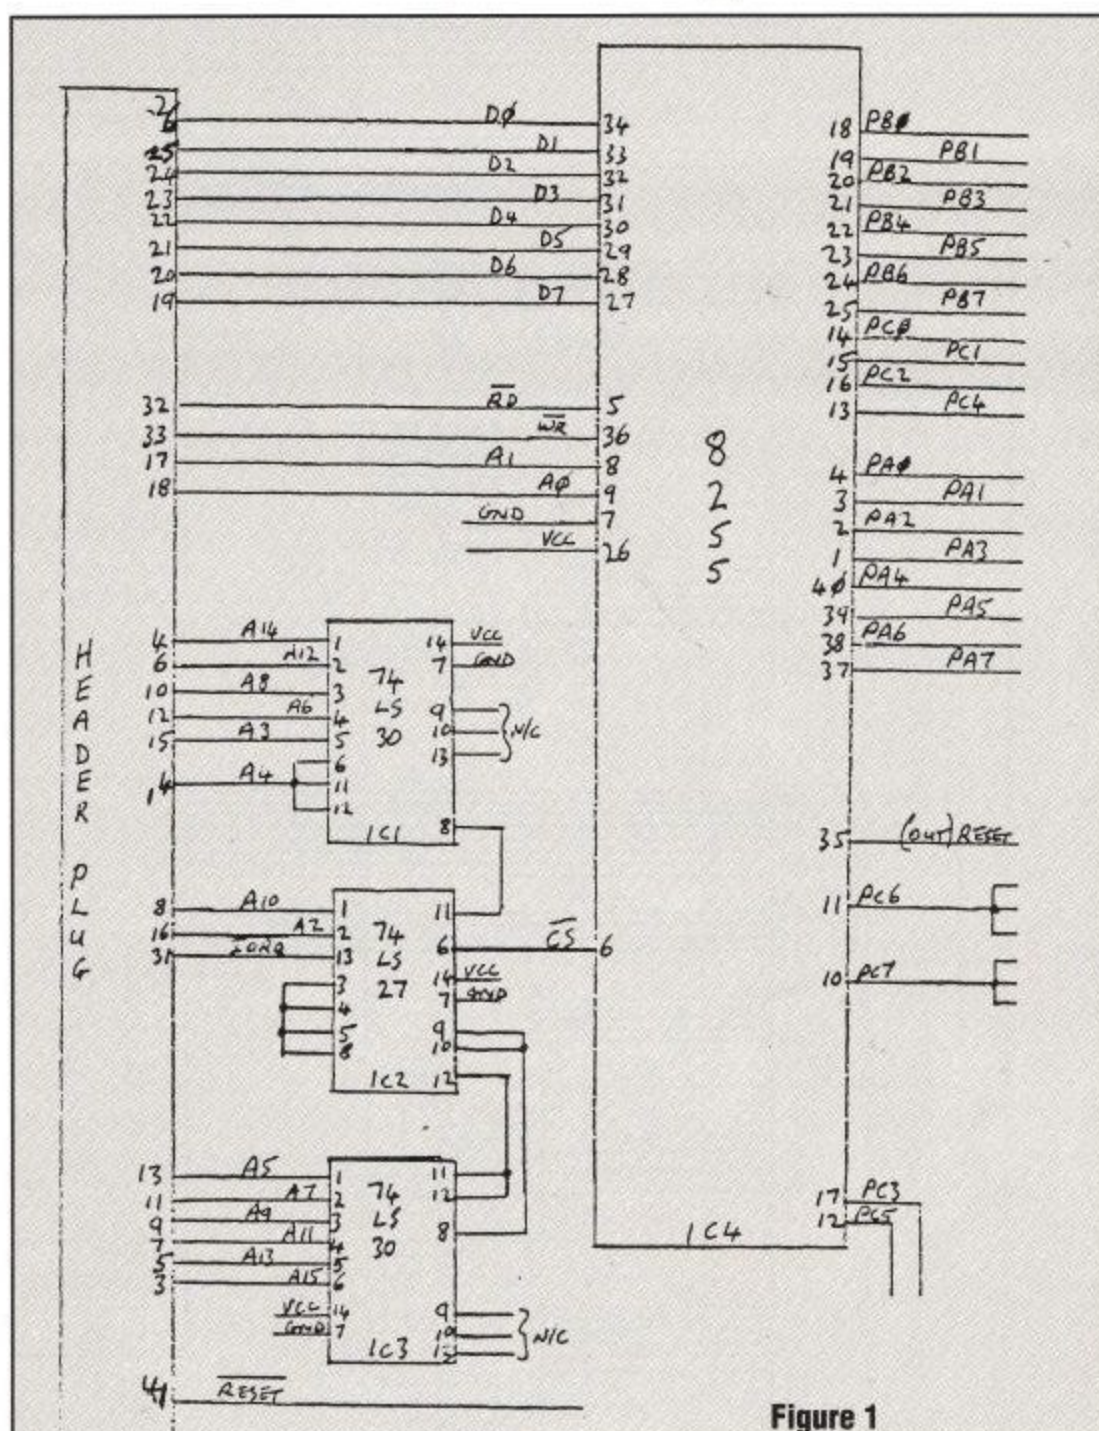 26 D0 34
25 D1 33
24 D2 32
23 D3 31
22 D4 30
21 D5 29
20 D6 28
19 D7 27
32 RD 5
33 WR 36
17 A1 8
18 A0 9
GND 7
VCC 26
8255
IC4
18 PB0
19 PB1
20 PB2
21 PB3
22 PB4
23 PB5
24 PB6
25 PB7
14 PC0
15 PC1
16 PC2
13 PC4
4 PA0
3 PA1
2 PA2
1 PA3
40 PA4
39 PA5
38 PA6
37 PA7
35 (OUT) RESET
11 PC6
10 PC7
17 PC3
12 PC5
HEADER PLUG
4 A14 1
6 A12 2
10 A8 3
12 A6 4
15 A3 5
6
14 A4 11
12
74
LS
30
IC1
14 VCC
7 GND
9
10 N/C
13
8
8 A10 1
16 A2 2
31 IORQ 13
3
4
5
8
74
LS
27
IC2
11
6 CS 6
14 VCC
7 GND
9
10
12
13 A5 1
11 A7 2
9 A9 3
7 A11 4
5 A13 5
3 A15 6
VCC 14
GND 7
74
LS
30
IC3
11
12
8
9
10 N/C
41 RESET
Figure 1